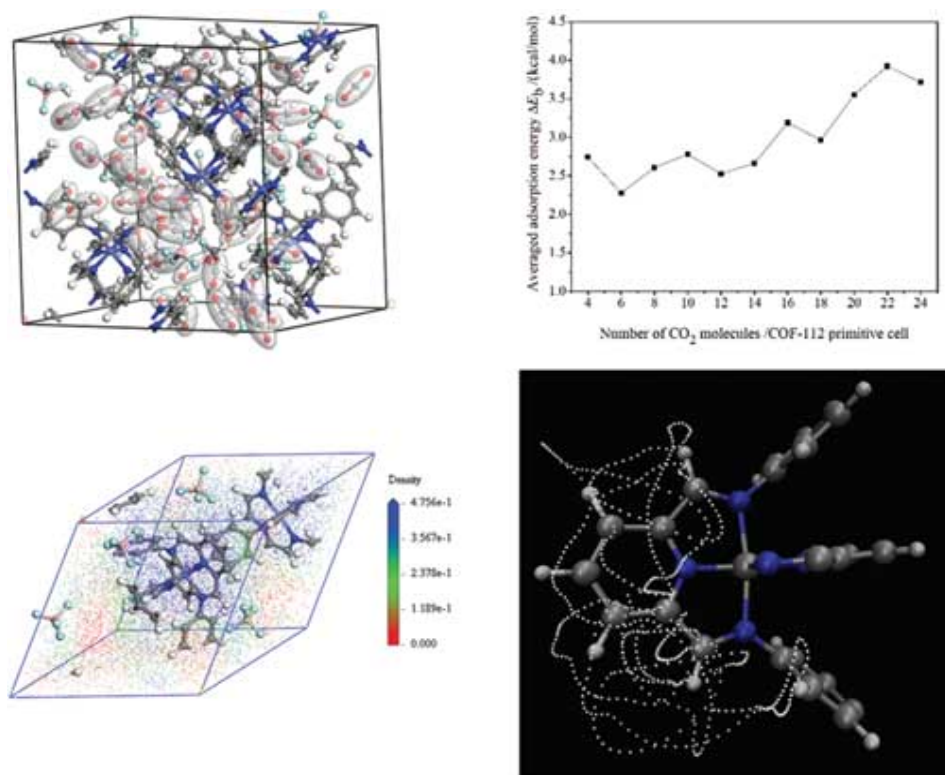 Averaged adsorption energy ΔE_b /(kcal/mol)
4.5
4.0
3.5
3.0
2.5
2.0
1.5
1.0
4 6 8 10 12 14 16 18 20 22 24
Number of CO₂ molecules /COF-112 primitive cell
Density
4.756e-1
3.567e-1
2.378e-1
1.189e-1
0.000